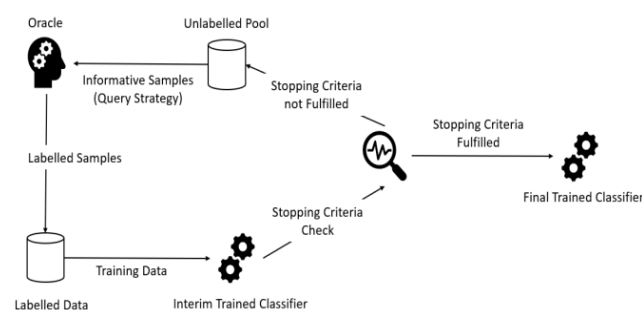 Oracle
Unlabelled Pool
Informative Samples
(Query Strategy)
Stopping Criteria
not Fulfilled
Stopping Criteria
Fulfilled
Labelled Samples
Final Trained Classifier
Stopping Criteria
Check
Training Data
Labelled Data
Interim Trained Classifier